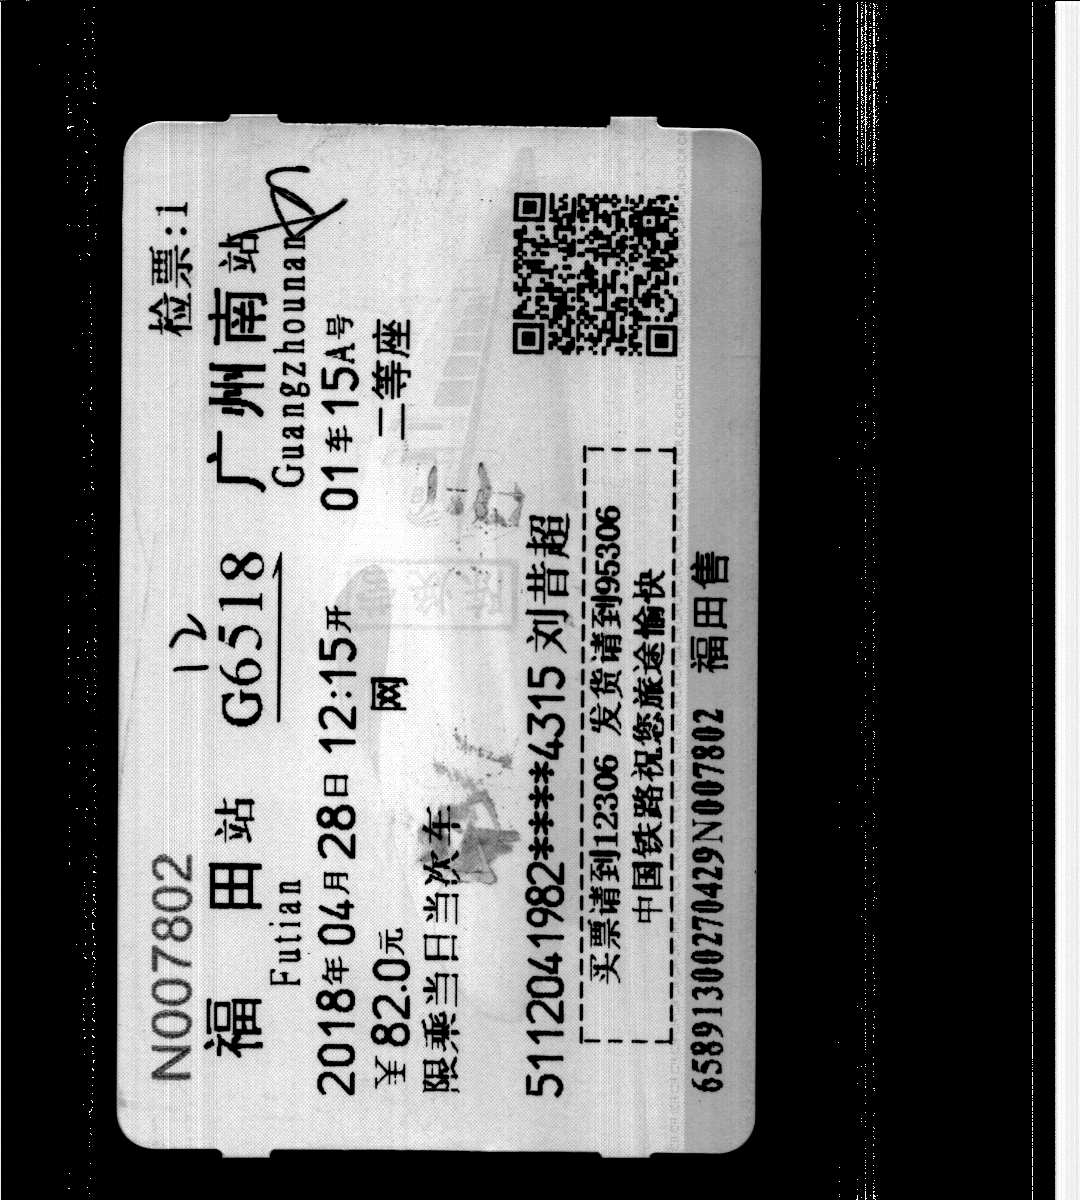 N007802 检票:1
12
福田站 G6518 广州南站
Futian Guangzhounan
2018年04月28日12:15开 01车15A号
¥82.0元 网 二等座
限乘当日当次车
5112041982****4315 刘昔超
买票请到12306 发货请到95306
中国铁路祝您旅途愉快
65891300270429N007802 福田售